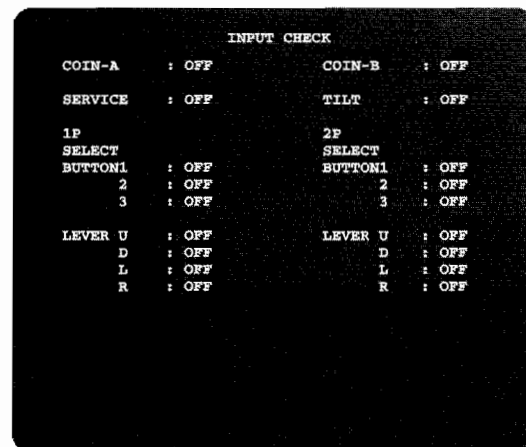 INPUT CHECK
COIN-A : OFF COIN-B : OFF
SERVICE : OFF TILT : OFF
1P 2P
SELECT SELECT
BUTTON1 : OFF BUTTON1 : OFF
2 : OFF 2 : OFF
3 : OFF 3 : OFF
LEVER U : OFF LEVER U : OFF
D : OFF D : OFF
L : OFF L : OFF
R : OFF R : OFF